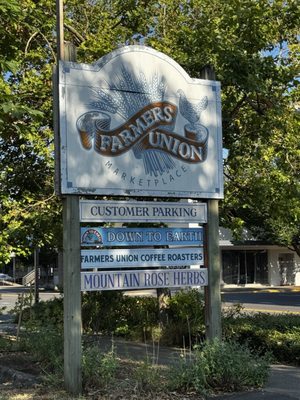 FARMERS
UNION
MARKETPLACE
CUSTOMER PARKING
DOWN TO EARTH
FARMERS UNION COFFEE ROASTERS
MOUNTAIN ROSE HERBS